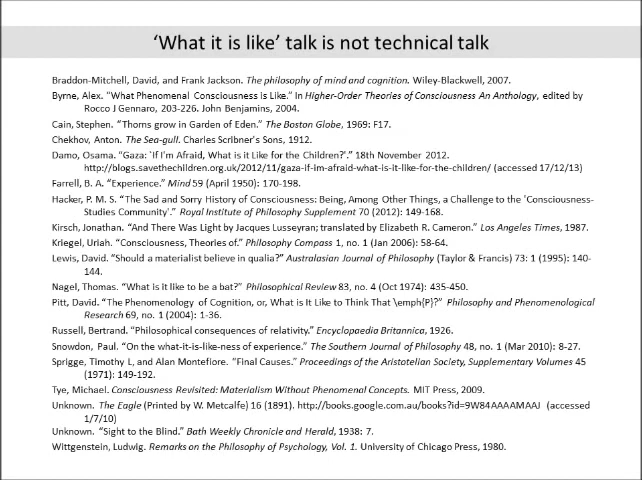 ‘What it is like’ talk is not technical talk
Braddon-Mitchell, David, and Frank Jackson. The philosophy of mind and cognition. Wiley-Blackwell, 2007.
Byrne, Alex. “What Phenomenal Consciousness is Like.” In Higher-Order Theories of Consciousness An Anthology, edited by
Rocco J Gennaro, 203-226. John Benjamins, 2004.
Cain, Stephen. “Thorns grow in Garden of Eden.” The Boston Globe, 1969: F17.
Chekhov, Anton. The Sea-gull. Charles Scribner's Sons, 1912.
Damo, Osama. “Gaza: `If I'm Afraid, What is it Like for the Children?'.” 18th November 2012.
http://blogs.savethechildren.org.uk/2012/11/gaza-if-im-afraid-what-is-it-like-for-the-children/ (accessed 17/12/13)
Farrell, B. A. “Experience.” Mind 59 (April 1950): 170-198.
Hacker, P. M. S. “The Sad and Sorry History of Consciousness: Being, Among Other Things, a Challenge to the 'Consciousness-
Studies Community'.” Royal Institute of Philosophy Supplement 70 (2012): 149-168.
Kirsch, Jonathan. “And There Was Light by Jacques Lusseyran; translated by Elizabeth R. Cameron.” Los Angeles Times, 1987.
Kriegel, Uriah. “Consciousness, Theories of.” Philosophy Compass 1, no. 1 (Jan 2006): 58-64.
Lewis, David. “Should a materialist believe in qualia?” Australasian Journal of Philosophy (Taylor & Francis) 73: 1 (1995): 140-
144.
Nagel, Thomas. “What is it like to be a bat?” Philosophical Review 83, no. 4 (Oct 1974): 435-450.
Pitt, David. “The Phenomenology of Cognition, or, What is It Like to Think That \emph{P}?” Philosophy and Phenomenological
Research 69, no. 1 (2004): 1-36.
Russell, Bertrand. “Philosophical consequences of relativity.” Encyclopaedia Britannica, 1926.
Snowdon, Paul. “On the what-it-is-like-ness of experience.” The Southern Journal of Philosophy 48, no. 1 (Mar 2010): 8-27.
Sprigge, Timothy L, and Alan Montefiore. “Final Causes.” Proceedings of the Aristotelian Society, Supplementary Volumes 45
(1971): 149-192.
Tye, Michael. Consciousness Revisited: Materialism Without Phenomenal Concepts. MIT Press, 2009.
Unknown. The Eagle (Printed by W. Metcalfe) 16 (1891). http://books.google.com.au/books?id=9W84AAAAMAAJ (accessed
1/7/10)
Unknown. “Sight to the Blind.” Bath Weekly Chronicle and Herald, 1938: 7.
Wittgenstein, Ludwig. Remarks on the Philosophy of Psychology, Vol. 1. University of Chicago Press, 1980.